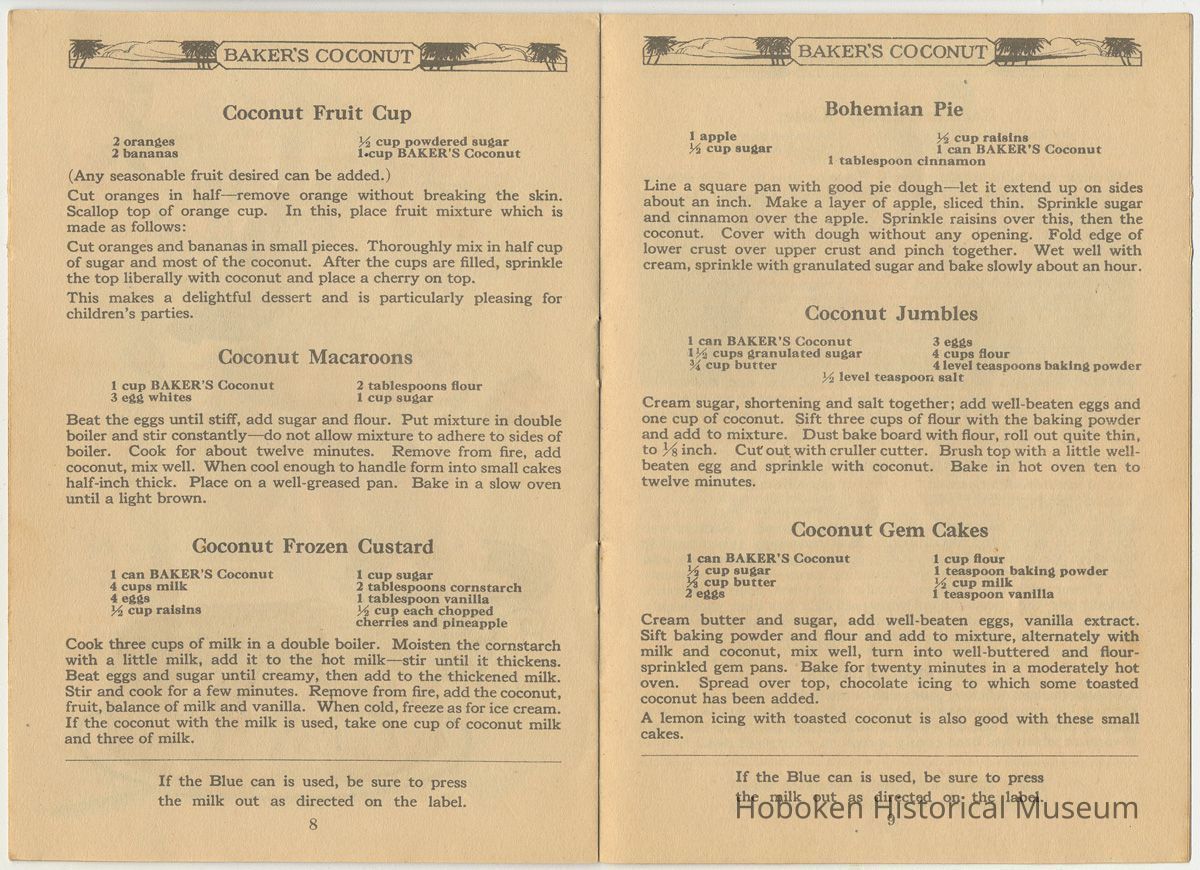 BAKER'S COCONUT
Coconut Fruit Cup
2 oranges
2 bananas
½ cup powdered sugar
1 cup BAKER'S Coconut
(Any seasonable fruit desired can be added.)
Cut oranges in half—remove orange without breaking the skin.
Scallop top of orange cup. In this, place fruit mixture which is
made as follows:
Cut oranges and bananas in small pieces. Thoroughly mix in half cup
of sugar and most of the coconut. After the cups are filled, sprinkle
the top liberally with coconut and place a cherry on top.
This makes a delightful dessert and is particularly pleasing for
children's parties.
Coconut Macaroons
1 cup BAKER'S Coconut
3 egg whites
2 tablespoons flour
1 cup sugar
Beat the eggs until stiff, add sugar and flour. Put mixture in double
boiler and stir constantly—do not allow mixture to adhere to sides of
boiler. Cook for about twelve minutes. Remove from fire, add
coconut, mix well. When cool enough to handle form into small cakes
half-inch thick. Place on a well-greased pan. Bake in a slow oven
until a light brown.
Coconut Frozen Custard
1 can BAKER'S Coconut
4 cups milk
4 eggs
½ cup raisins
1 cup sugar
2 tablespoons cornstarch
1 tablespoon vanilla
½ cup each chopped
cherries and pineapple
Cook three cups of milk in a double boiler. Moisten the cornstarch
with a little milk, add it to the hot milk—stir until it thickens.
Beat eggs and sugar until creamy, then add to the thickened milk.
Stir and cook for a few minutes. Remove from fire, add the coconut,
fruit, balance of milk and vanilla. When cold, freeze as for ice cream.
If the coconut with the milk is used, take one cup of coconut milk
and three of milk.
If the Blue can is used, be sure to press
the milk out as directed on the label.
8
BAKER'S COCONUT
Bohemian Pie
1 apple
½ cup sugar
½ cup raisins
1 can BAKER'S Coconut
1 tablespoon cinnamon
Line a square pan with good pie dough—let it extend up on sides
about an inch. Make a layer of apple, sliced thin. Sprinkle sugar
and cinnamon over the apple. Sprinkle raisins over this, then the
coconut. Cover with dough without any opening. Fold edge of
lower crust over upper crust and pinch together. Wet well with
cream, sprinkle with granulated sugar and bake slowly about an hour.
Coconut Jumbles
1 can BAKER'S Coconut
1½ cups granulated sugar
¾ cup butter
3 eggs
4 cups flour
4 level teaspoons baking powder
½ level teaspoon salt
Cream sugar, shortening and salt together; add well-beaten eggs and
one cup of coconut. Sift three cups of flour with the baking powder
and add to mixture. Dust bake board with flour, roll out quite thin,
to ⅛ inch. Cut out with cruller cutter. Brush top with a little well-
beaten egg and sprinkle with coconut. Bake in hot oven ten to
twelve minutes.
Coconut Gem Cakes
1 can BAKER'S Coconut
½ cup sugar
⅓ cup butter
2 eggs
1 cup flour
1 teaspoon baking powder
½ cup milk
1 teaspoon vanilla
Cream butter and sugar, add well-beaten eggs, vanilla extract.
Sift baking powder and flour and add to mixture, alternately with
milk and coconut, mix well, turn into well-buttered and flour-
sprinkled gem pans. Bake for twenty minutes in a moderately hot
oven. Spread over top, chocolate icing to which some toasted
coconut has been added.
A lemon icing with toasted coconut is also good with these small
cakes.
If the Blue can is used, be sure to press
the milk out as directed on the label.
9
Hoboken Historical Museum